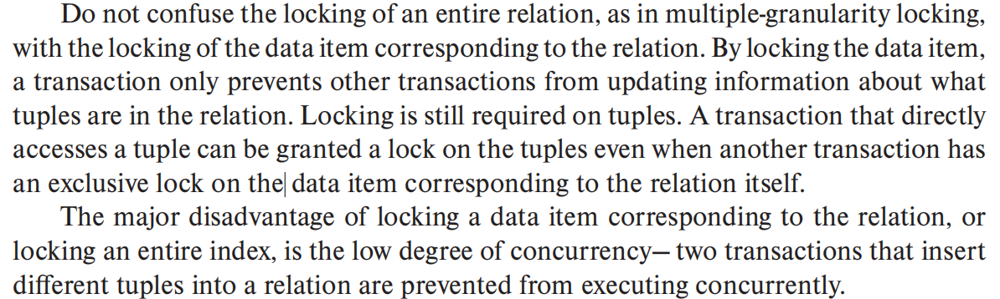 Do not confuse the locking of an entire relation, as in multiple-granularity locking,
with the locking of the data item corresponding to the relation. By locking the data item,
a transaction only prevents other transactions from updating information about what
tuples are in the relation. Locking is still required on tuples. A transaction that directly
accesses a tuple can be granted a lock on the tuples even when another transaction has
an exclusive lock on the data item corresponding to the relation itself.
The major disadvantage of locking a data item corresponding to the relation, or
locking an entire index, is the low degree of concurrency— two transactions that insert
different tuples into a relation are prevented from executing concurrently.